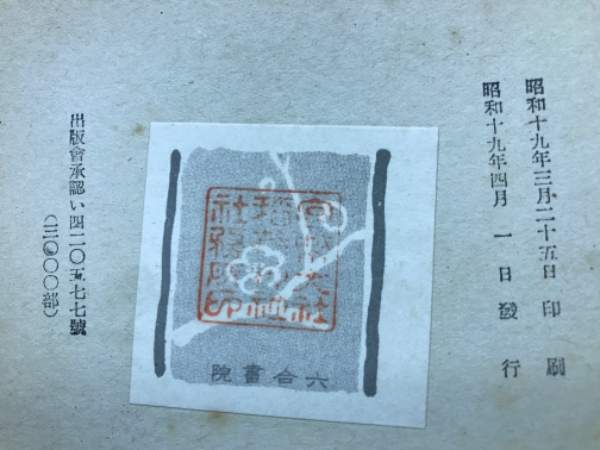 昭和十九年三月二十五日印刷
昭和十九年四月一日發行
六合書院
出版會承認い四二〇五七七號
(三〇〇〇部)